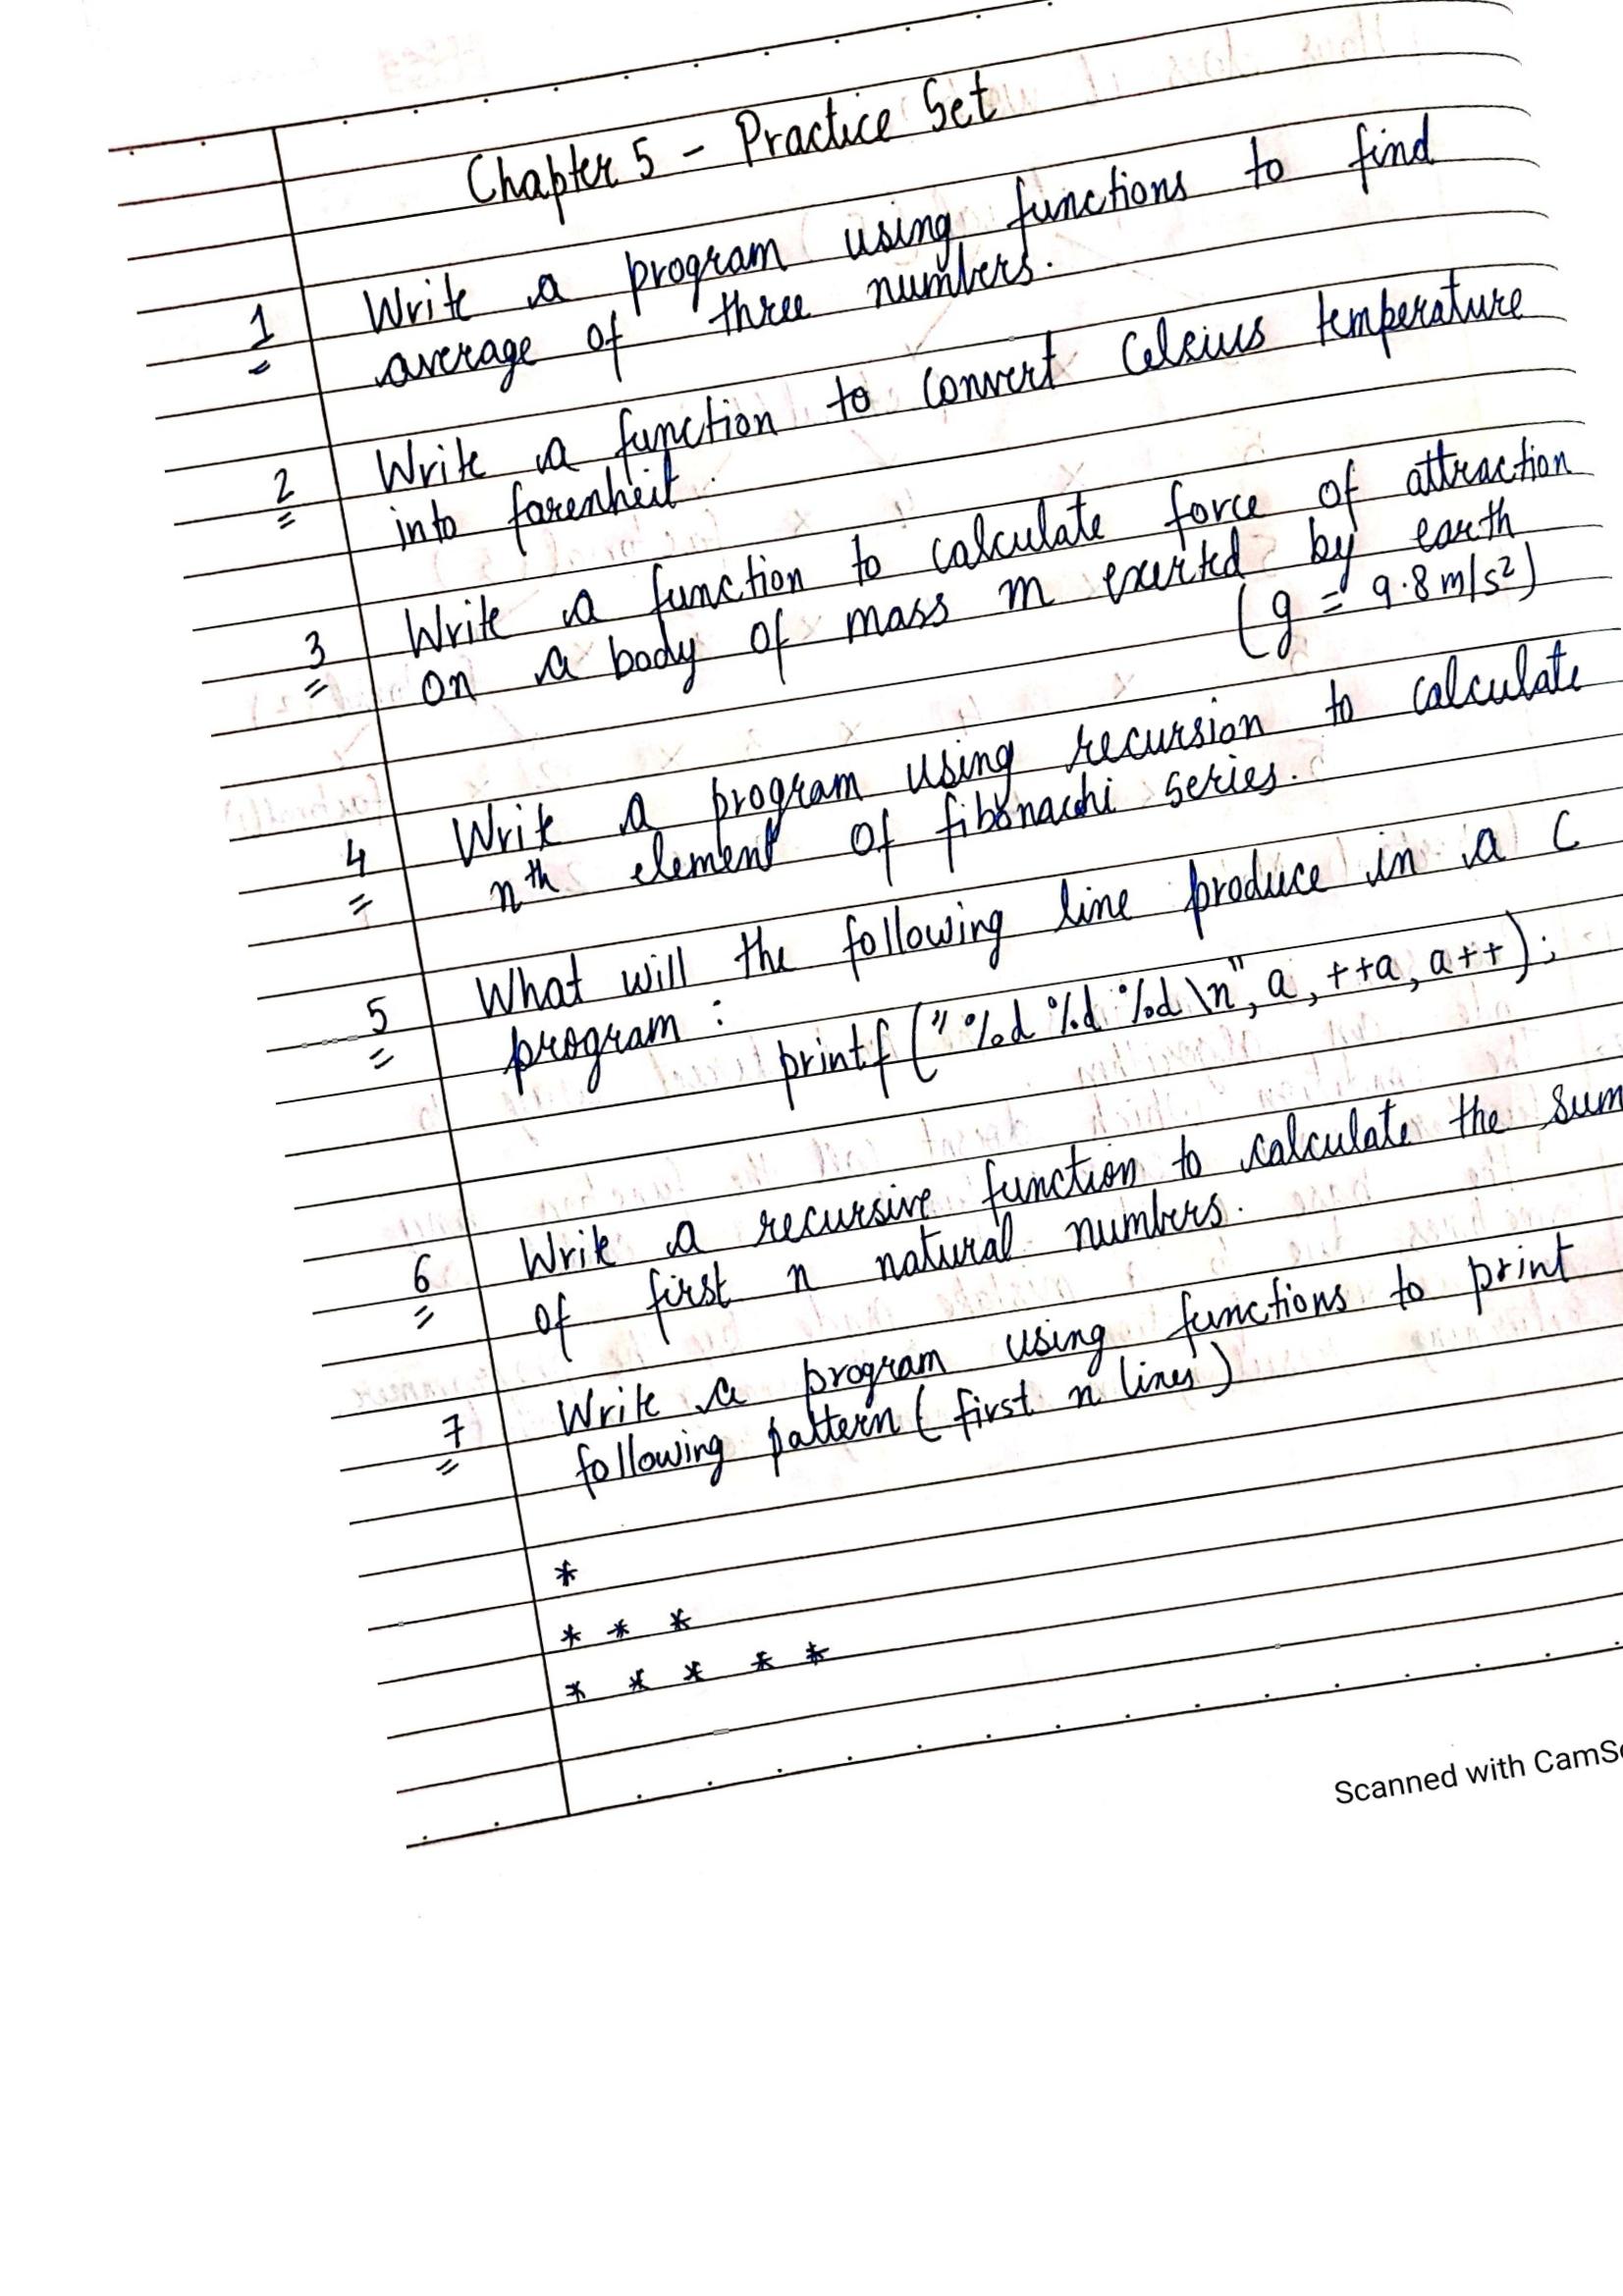 Chapter 5 - Practice Set
1 Write a program using functions to find
average of three numbers.
2 Write a function to convert Celsius temperature
into farenheit.
3 Write a function to calculate force of attraction
on a body of mass m exerted by earth
(g = 9.8 m/s²)
4 Write a program using recursion to calculate
nth element of fibonachi series.
5 What will the following line produce in a C
program :
printf ("%d %d %d \n", a, ++a, a++);
6 Write a recursive function to calculate the sum
of first n natural numbers.
7 Write a program using functions to print
following pattern (first n lines)
*
* * *
* * * * *
Scanned with CamSc